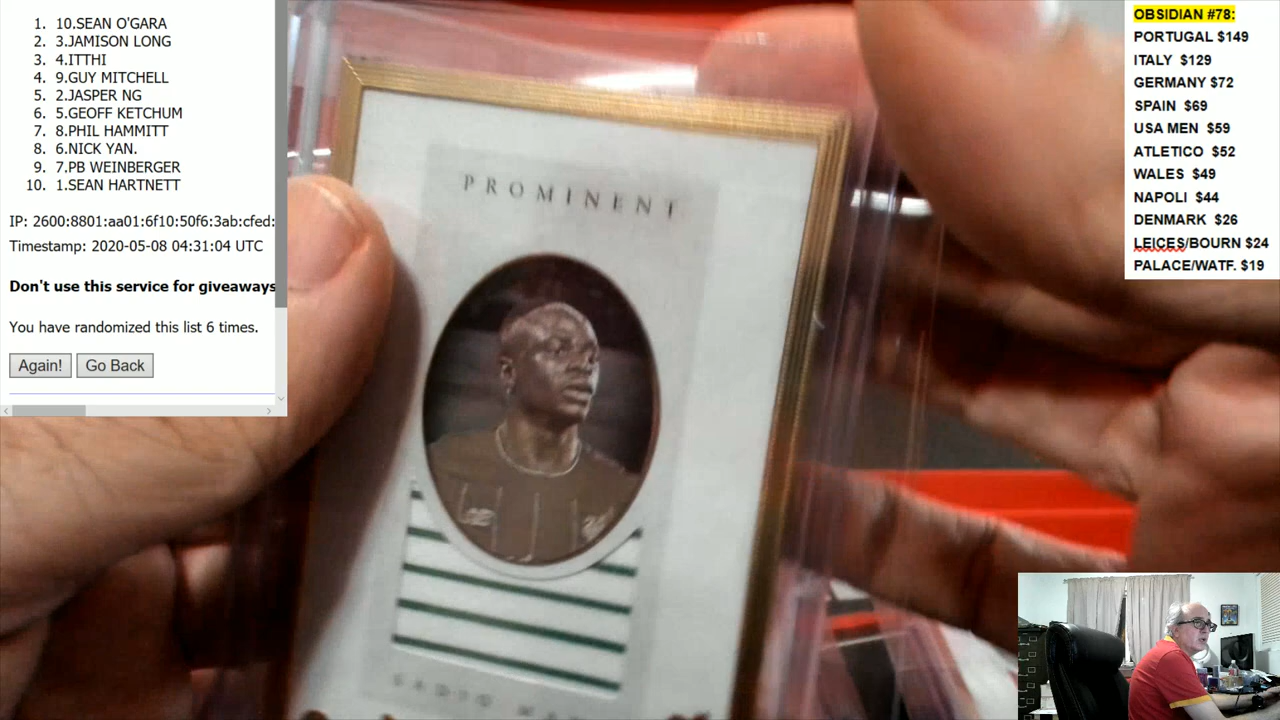 1. 10.SEAN O'GARA
2. 3.JAMISON LONG
3. 4.ITTHI
4. 9.GUY MITCHELL
5. 2.JASPER NG
6. 5.GEOFF KETCHUM
7. 8.PHIL HAMMITT
8. 6.NICK YAN.
9. 7.PB WEINBERGER
10. 1.SEAN HARTNETT
IP: 2600:8801:aa01:6f10:50f6:3ab:cfed:
Timestamp: 2020-05-08 04:31:04 UTC
Don't use this service for giveaways
You have randomized this list 6 times.
Again! Go Back
PROMINENT
SADIO
OBSIDIAN #78:
PORTUGAL $149
ITALY $129
GERMANY $72
SPAIN $69
USA MEN $59
ATLETICO $52
WALES $49
NAPOLI $44
DENMARK $26
LEICES/BOURN $24
PALACE/WATF. $19